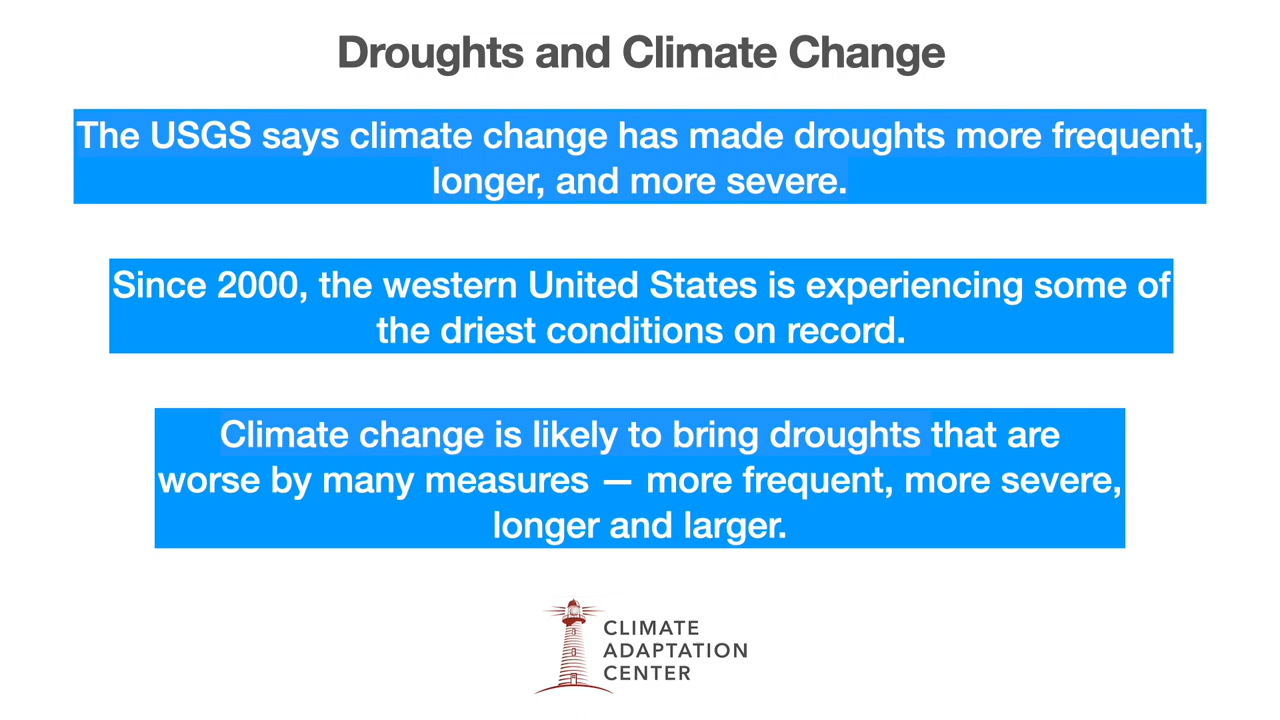 Droughts and Climate Change
The USGS says climate change has made droughts more frequent,
longer, and more severe.
Since 2000, the western United States is experiencing some of
the driest conditions on record.
Climate change is likely to bring droughts that are
worse by many measures — more frequent, more severe,
longer and larger.
CLIMATE
ADAPTATION
CENTER